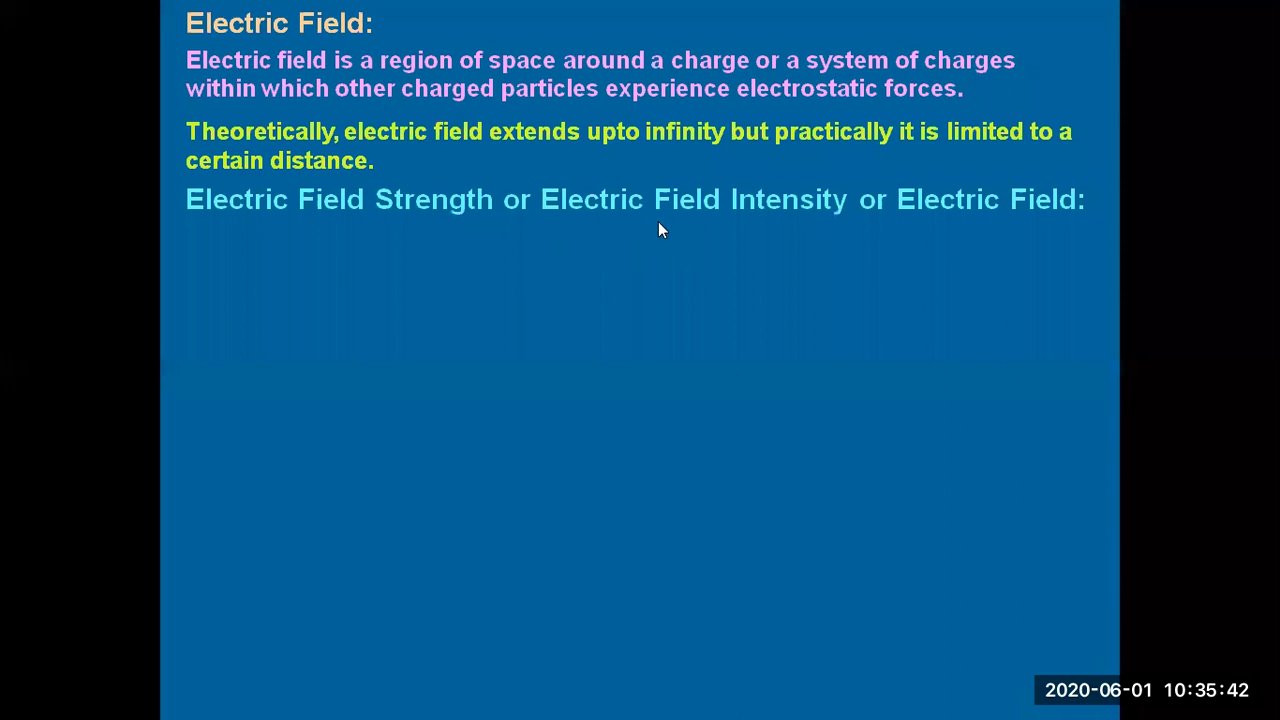 Electric Field:
Electric field is a region of space around a charge or a system of charges
within which other charged particles experience electrostatic forces.
Theoretically, electric field extends upto infinity but practically it is limited to a
certain distance.
Electric Field Strength or Electric Field Intensity or Electric Field:
2020-06-01 10:35:42